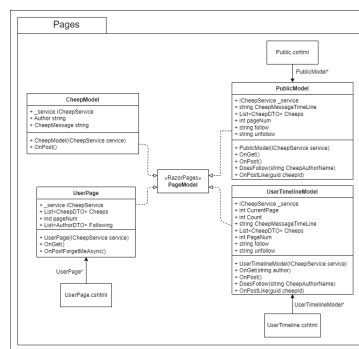 Pages
Public.cshtml
PublicModel*
CheepModel
+ _service ICheepService
+ Author string
+ CheepMessage string
+ CheepModel(ICheepService service)
+ OnPost()
PublicModel
+ ICheepService _service
+ string CheepMessageTimeLine
+ List<CheepDTO> Cheeps
+ int pageNum
+ string follow
+ string unfollow
+ PublicModel(ICheepService service)
+ OnGet()
+ OnPost()
+ DoesFollow(string CheepAuthorName)
+ OnPostLike(guid cheepid)
«RazorPages»
PageModel
UserPage
+ _service ICheepService
+ List<CheepDTO> Cheeps
+ int pageNum
+ List<AuthorDTO> Following
+ UserPage(ICheepService service)
+ OnGet()
+ OnPostForgetMeAsync()
UserPage*
UserPage.cshtml
UserTimelineModel
+ ICheepService _service
+ int CurrentPage
+ int Count
+ string CheepMessageTimeLine
+ List<CheepDTO> Cheeps
+ int PageNum
+ string follow
+ string unfollow
+ UserTimelineModel(ICheepService service)
+ OnGet(string author)
+ OnPost()
+ DoesFollow(string CheepAuthorName)
+ OnPostLike(guid cheepid)
UserTimelineModel*
UserTimeline.cshtml